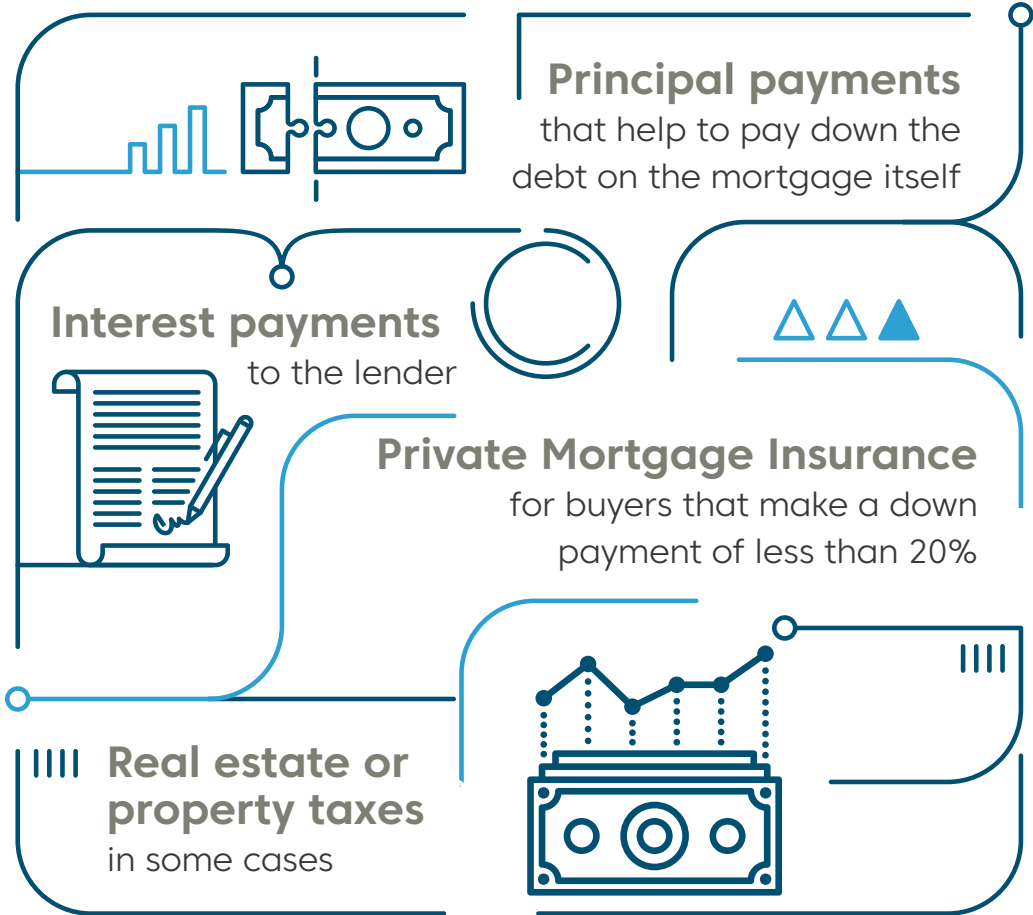 Principal payments
that help to pay down the
debt on the mortgage itself
Interest payments
to the lender
Private Mortgage Insurance
for buyers that make a down
payment of less than 20%
Real estate or
property taxes
in some cases